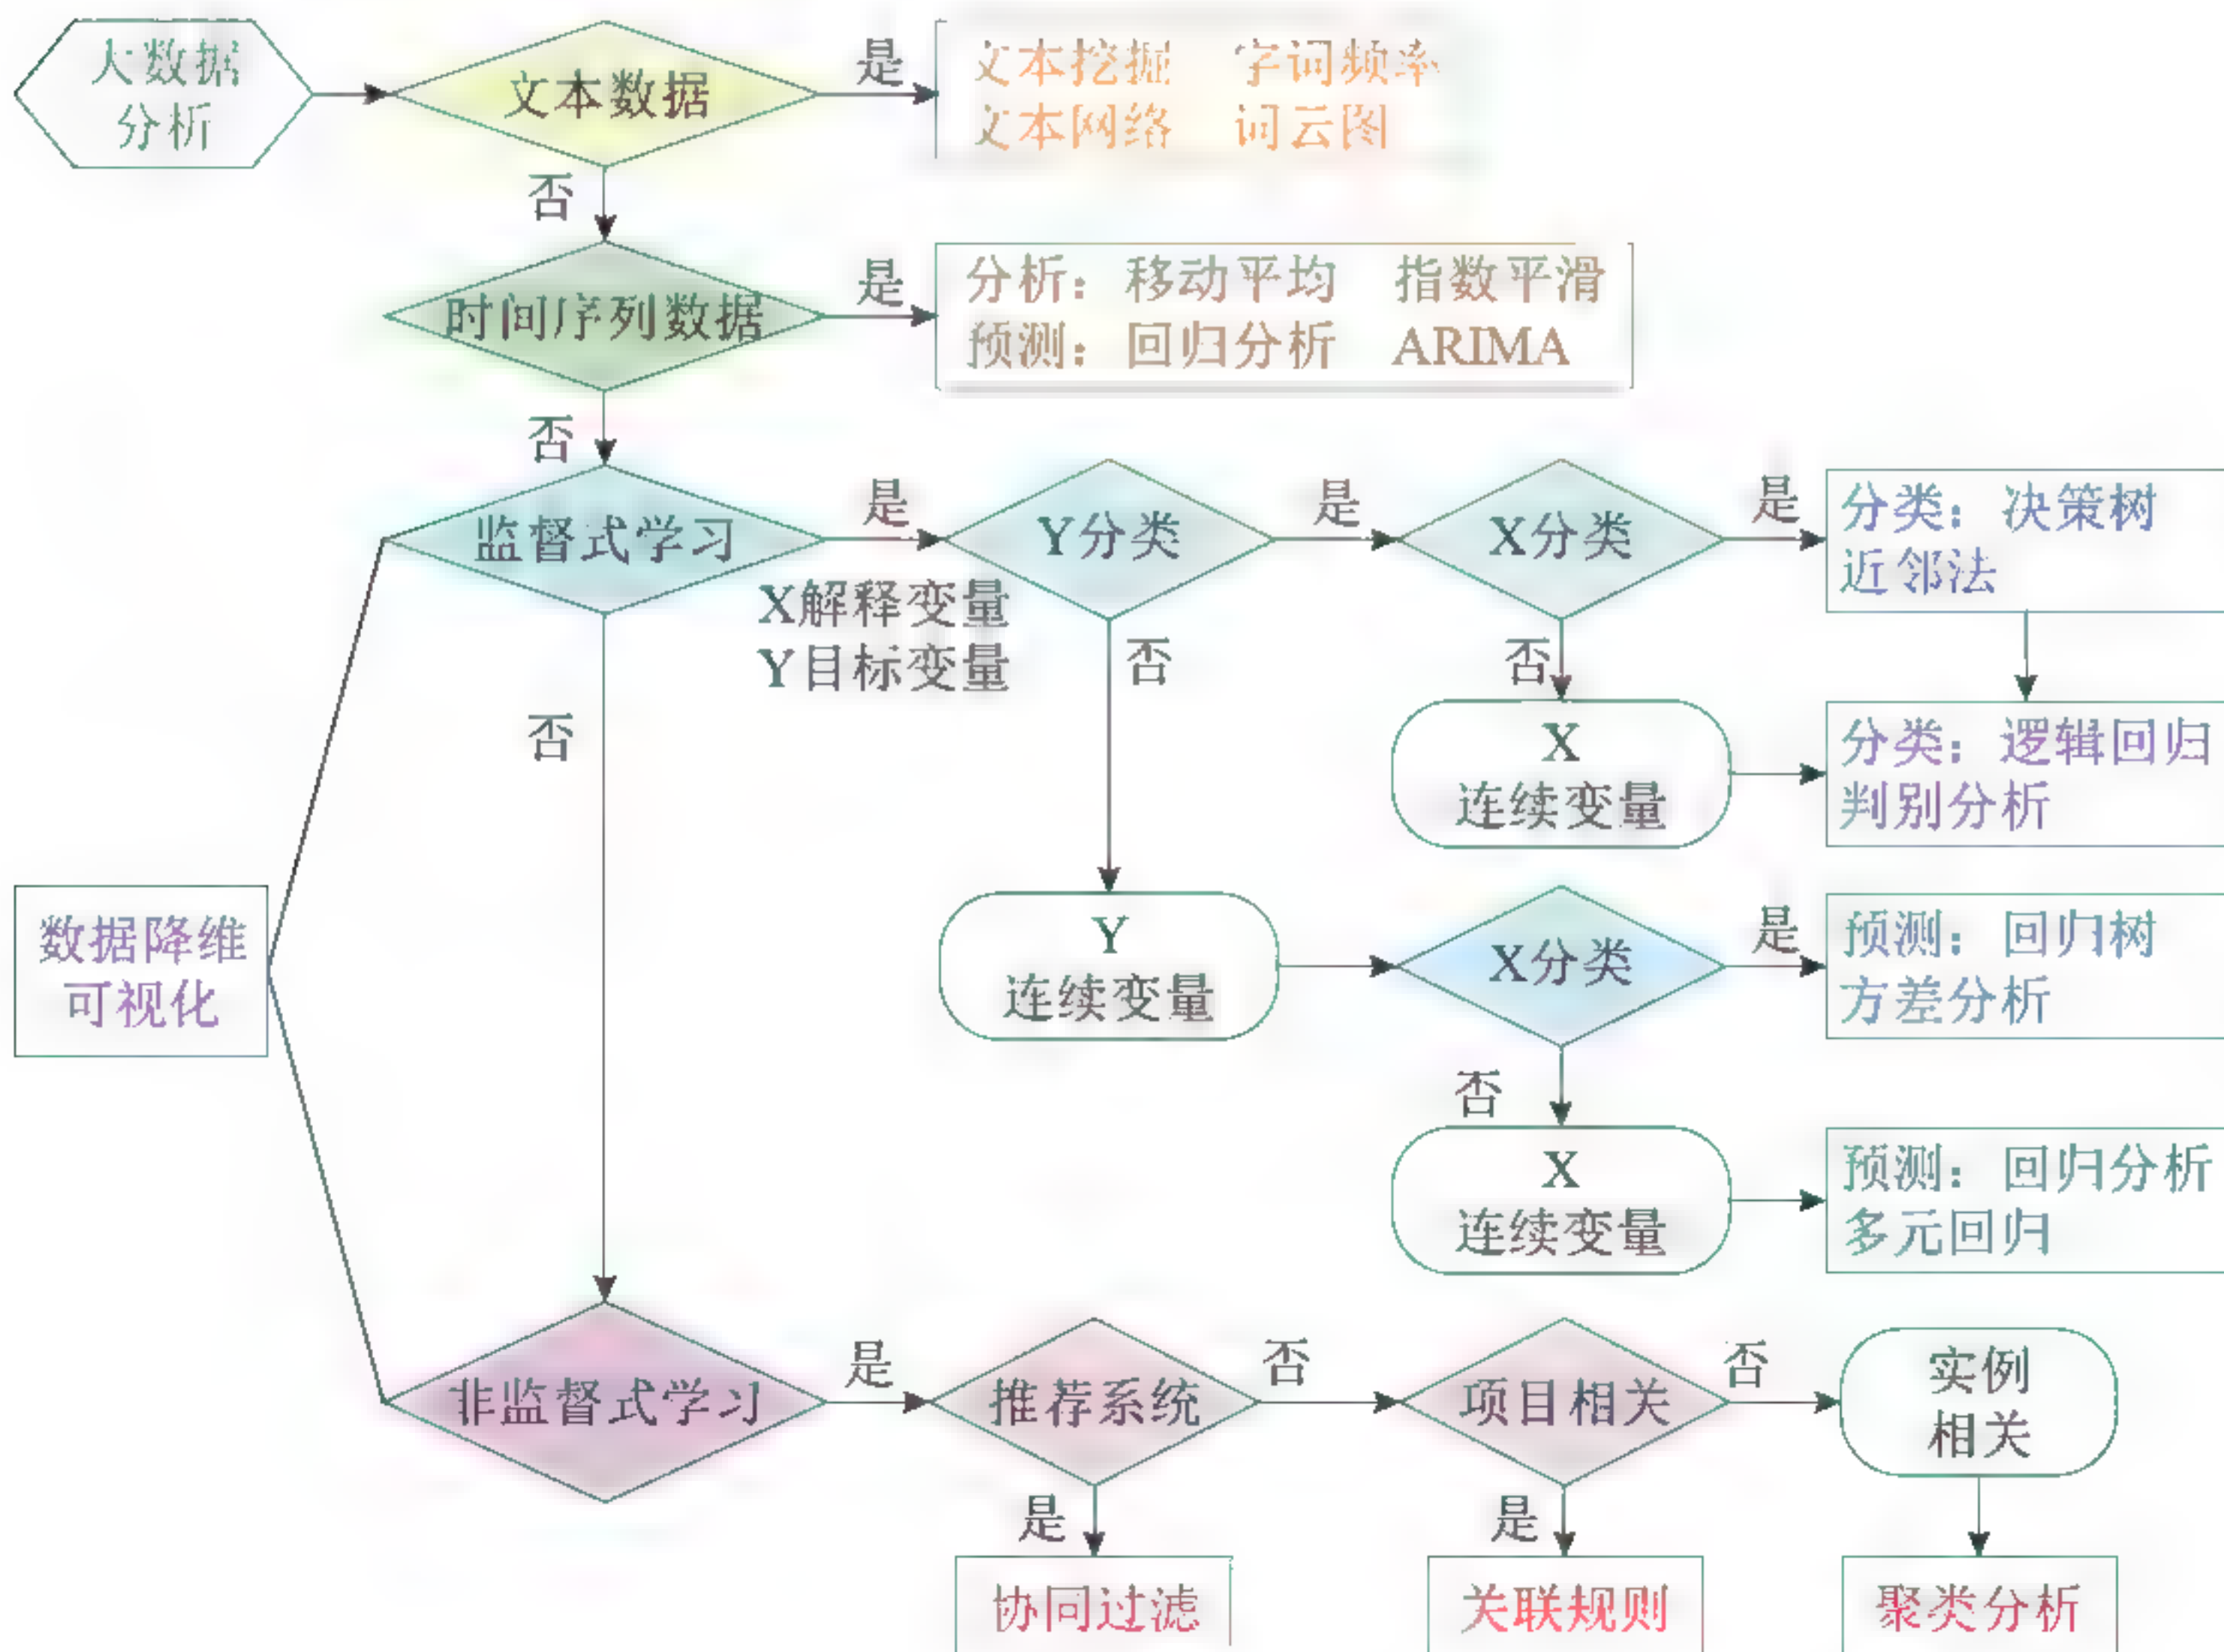 大数据
分析
文本数据
是
文本挖掘 字词频率
文本网络 词云图
否
时间序列数据
是
分析：移动平均 指数平滑
预测：回归分析 ARIMA
否
监督式学习
是
X解释变量
Y目标变量
Y分类
是
X分类
是
分类：决策树
近邻法
否
否
否
X
连续变量
分类：逻辑回归
判别分析
数据降维
可视化
Y
连续变量
X分类
是
预测：回归树
方差分析
否
X
连续变量
预测：回归分析
多元回归
非监督式学习
是
推荐系统
否
项目相关
否
实例
相关
是
是
协同过滤
关联规则
聚类分析